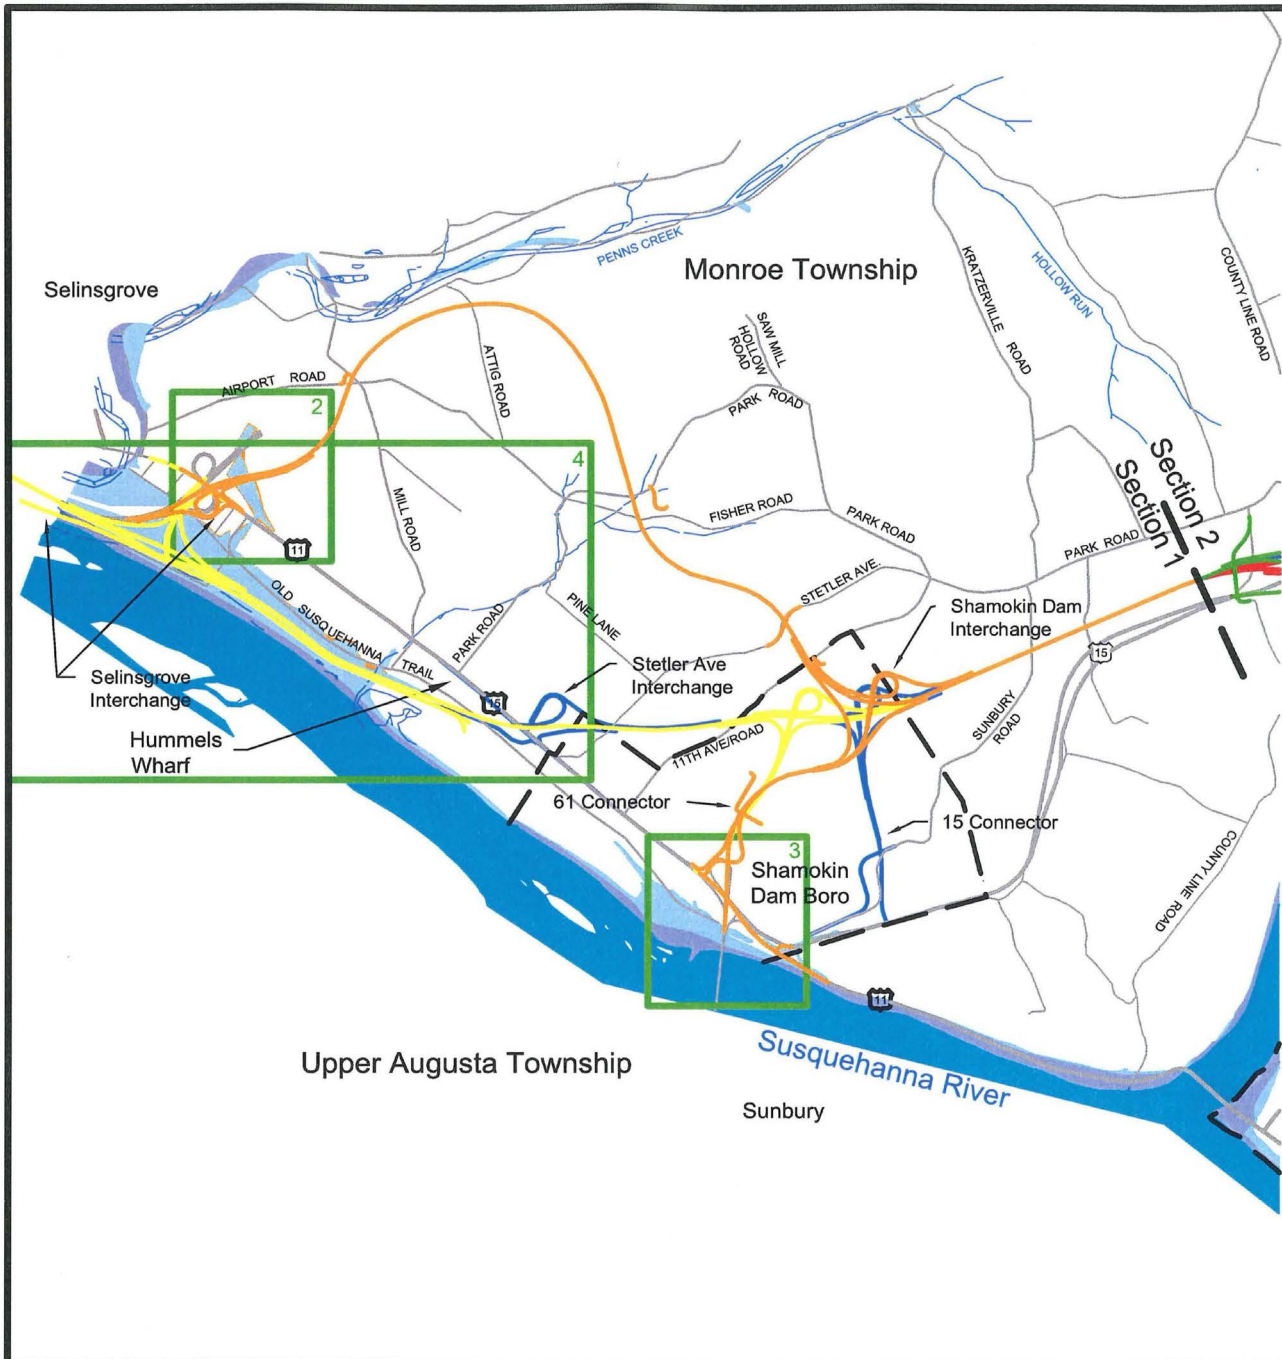 PENNS CREEK
Monroe Township
KRATZERVILLE ROAD
HOLLOW RUN
COUNTY LINE ROAD
Selinsgrove
SAW MILL
HOLLOW
ROAD
ATTIG ROAD
AIRPORT ROAD
PARK ROAD
2
4
Section 2
Section 1
MILL ROAD
FISHER ROAD
PARK ROAD
PARK ROAD
11
STETLER AVE.
OLD SUSQUEHANNA TRAIL
PINE LANE
PARK ROAD
Shamokin Dam
Interchange
15
Selinsgrove
Interchange
Stetler Ave
Interchange
15
SUNBURY
ROAD
Hummels
Wharf
11TH AVE/ROAD
61 Connector
15 Connector
3
Shamokin
Dam Boro
COUNTY LINE ROAD
11
Susquehanna River
Upper Augusta Township
Sunbury